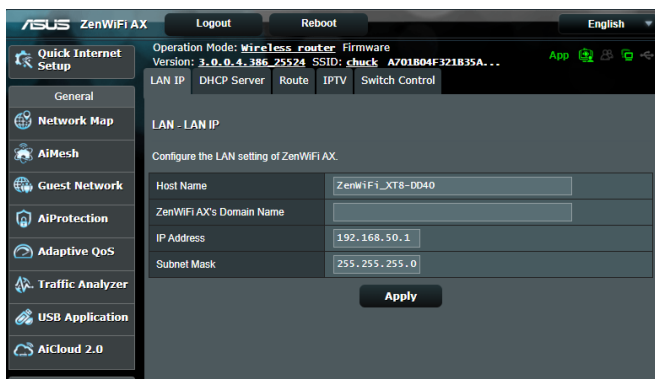 ASUS ZenWiFi AX Logout Reboot English
Quick Internet Setup
Operation Mode: Wireless router Firmware
Version: 3.0.0.4.386_25524 SSID: chuck A701B04F321B35A...
App
General
Network Map
AiMesh
Guest Network
AiProtection
Adaptive QoS
Traffic Analyzer
USB Application
AiCloud 2.0
LAN IP DHCP Server Route IPTV Switch Control
LAN - LAN IP
Configure the LAN setting of ZenWiFi AX.
Host Name ZenWiFi_XT8-DD40
ZenWiFi AX's Domain Name
IP Address 192.168.50.1
Subnet Mask 255.255.255.0
Apply